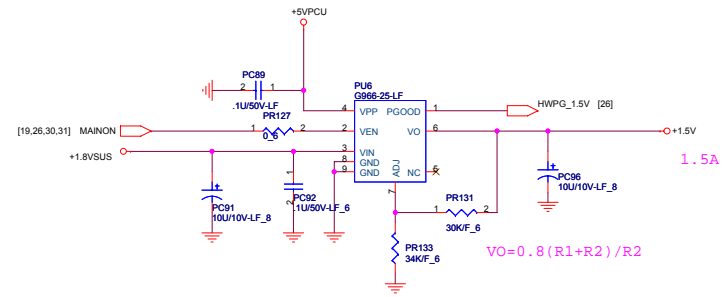 +5VPCU
PC89
2 1
.1U/50V-LF
PU6
G966-25-LF
4 VPP PGOOD 1
HWPG_1.5V [26]
PR127
[19,26,30,31] MAINON
1 2
0_6
2 VEN VO 6
+1.5V
+1.8VSUS
3 VIN
8 GND
9 GND
ADJ
NC 5
7
1.5A
PC91
10U/10V-LF_8
1
PC92
.1U/50V-LF_6
2
PC96
10U/10V-LF_8
PR131
1 2
30K/F_6
PR133
34K/F_6
VO=0.8(R1+R2)/R2